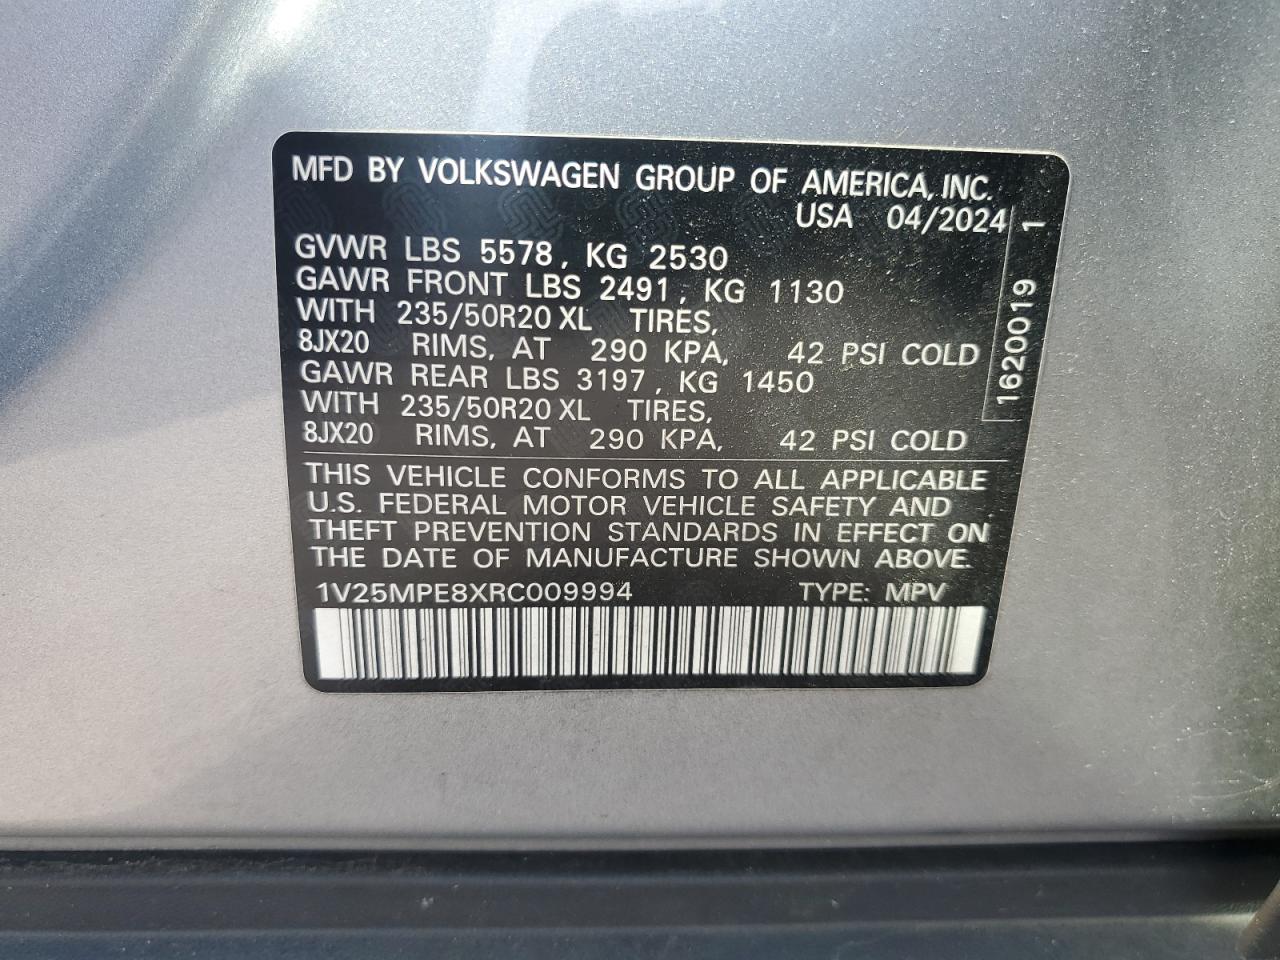 MFD BY VOLKSWAGEN GROUP OF AMERICA, INC.
USA 04/2024
GVWR LBS 5578, KG 2530
GAWR FRONT LBS 2491, KG 1130
WITH 235/50R20 XL TIRES,
8JX20 RIMS, AT 290 KPA, 42 PSI COLD
GAWR REAR LBS 3197, KG 1450
WITH 235/50R20 XL TIRES,
8JX20 RIMS, AT 290 KPA, 42 PSI COLD
THIS VEHICLE CONFORMS TO ALL APPLICABLE
U.S. FEDERAL MOTOR VEHICLE SAFETY AND
THEFT PREVENTION STANDARDS IN EFFECT ON
THE DATE OF MANUFACTURE SHOWN ABOVE.
1V25MPE8XRC009994 TYPE: MPV
1620019 1